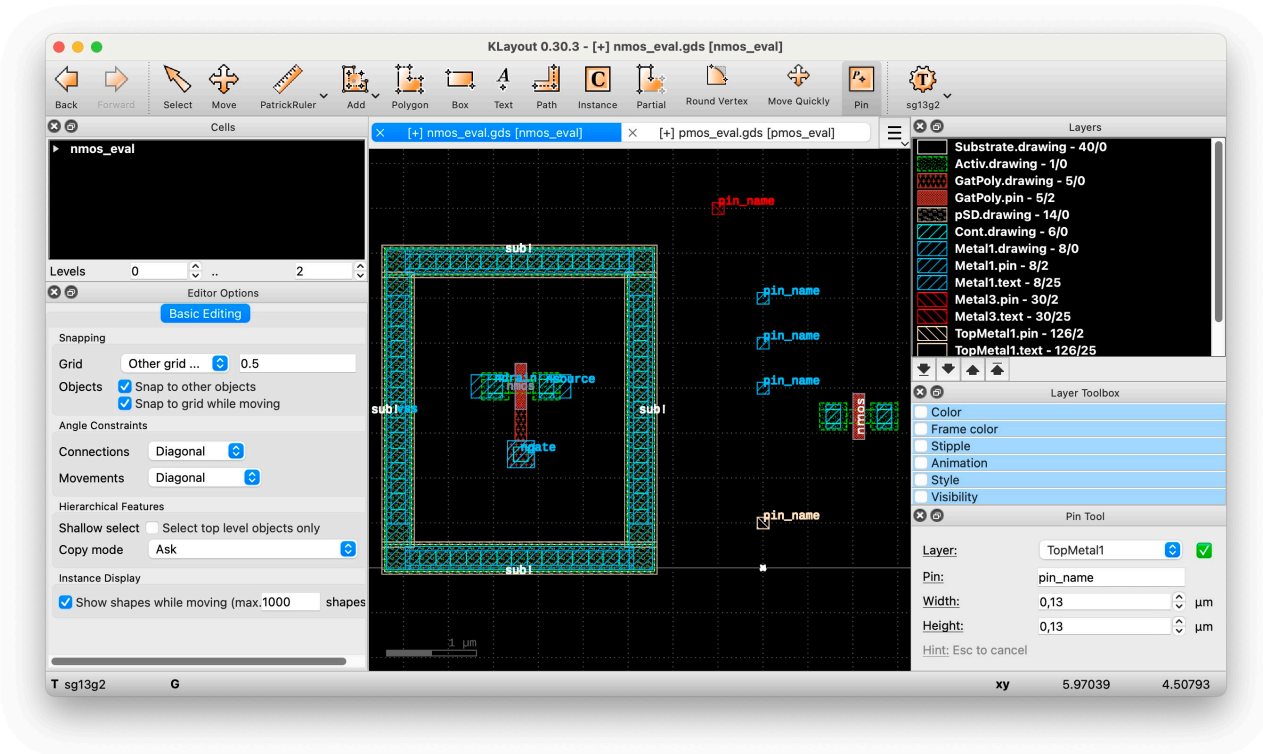 KLayout 0.30.3 - [+] nmos_eval.gds [nmos_eval]
Back
Forward
Select
Move
PatrickRuler
Add
Polygon
Box
A
Text
Path
C
Instance
Partial
Round Vertex
Move Quickly
P+
Pin
T
sg13g2
Cells
nmos_eval
Levels 0 .. 2
Editor Options
Basic Editing
Snapping
Grid Other grid ... 0.5
Objects Snap to other objects
Snap to grid while moving
Angle Constraints
Connections Diagonal
Movements Diagonal
Hierarchical Features
Shallow select Select top level objects only
Copy mode Ask
Instance Display
Show shapes while moving (max. 1000 shapes
[+] nmos_eval.gds [nmos_eval]
[+] pmos_eval.gds [pmos_eval]
pin_name
sub!
pin_name
pin_name
ndrain nsource
nmos
pin_name
sub!
sub!
nmos
ngate
pin_name
sub!
1 µm
Layers
Substrate.drawing - 40/0
Activ.drawing - 1/0
GatPoly.drawing - 5/0
GatPoly.pin - 5/2
pSD.drawing - 14/0
Cont.drawing - 6/0
Metal1.drawing - 8/0
Metal1.pin - 8/2
Metal1.text - 8/25
Metal3.pin - 30/2
Metal3.text - 30/25
TopMetal1.pin - 126/2
TopMetal1.text - 126/25
Layer Toolbox
Color
Frame color
Stipple
Animation
Style
Visibility
Pin Tool
Layer: TopMetal1
Pin: pin_name
Width: 0,13 µm
Height: 0,13 µm
Hint: Esc to cancel
T sg13g2 G xy 5.97039 4.50793